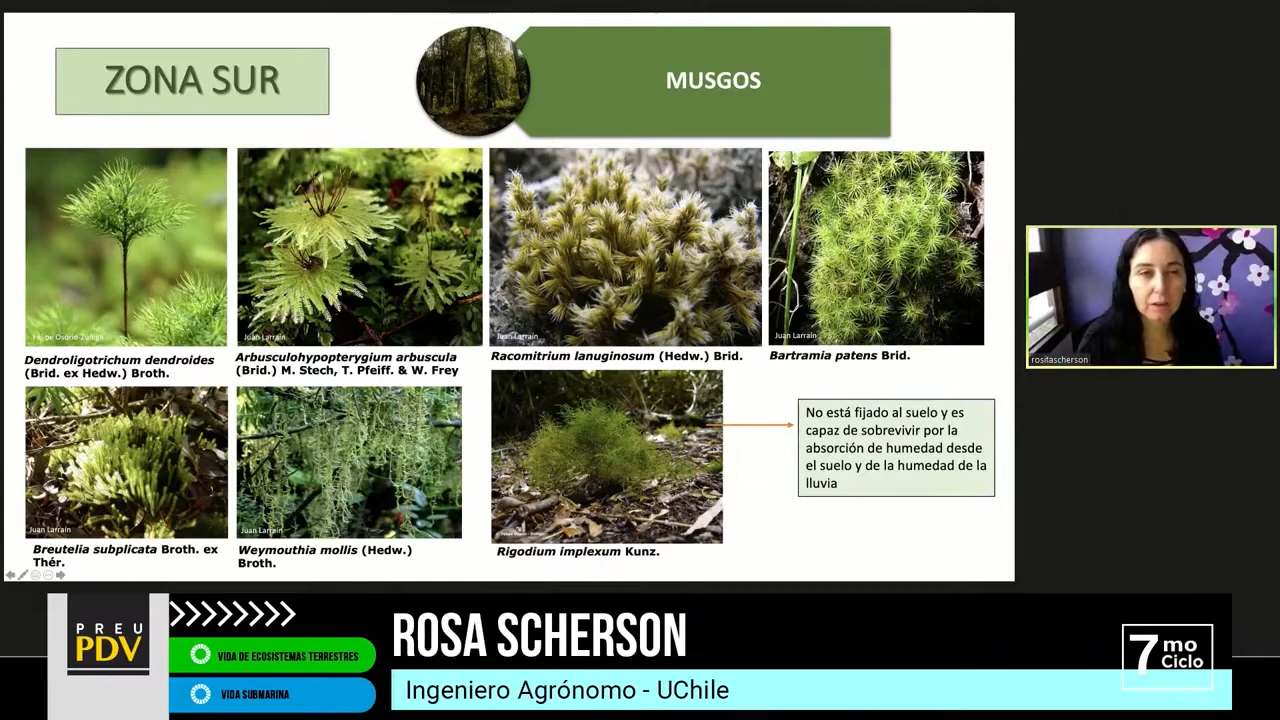 ZONA SUR
MUSGOS
Felipe Osorio-Zúñiga
Juan Larraín
Juan Larraín
Juan Larraín
Dendroligotrichum dendroides
(Brid. ex Hedw.) Broth.
Arbusculohypopterygium arbuscula
(Brid.) M. Stech, T. Pfeiff. & W. Frey
Racomitrium lanuginosum (Hedw.) Brid.
Bartramia patens Brid.
Juan Larraín
Juan Larraín
Breutelia subplicata Broth. ex
Thér.
Weymouthia mollis (Hedw.)
Broth.
Rigodium implexum Kunz.
No está fijado al suelo y es
capaz de sobrevivir por la
absorción de humedad desde
el suelo y de la humedad de la
lluvia
rositascherson
PREU
PDV
VIDA DE ECOSISTEMAS TERRESTRES
VIDA SUBMARINA
ROSA SCHERSON
Ingeniero Agrónomo - UChile
7mo
Ciclo